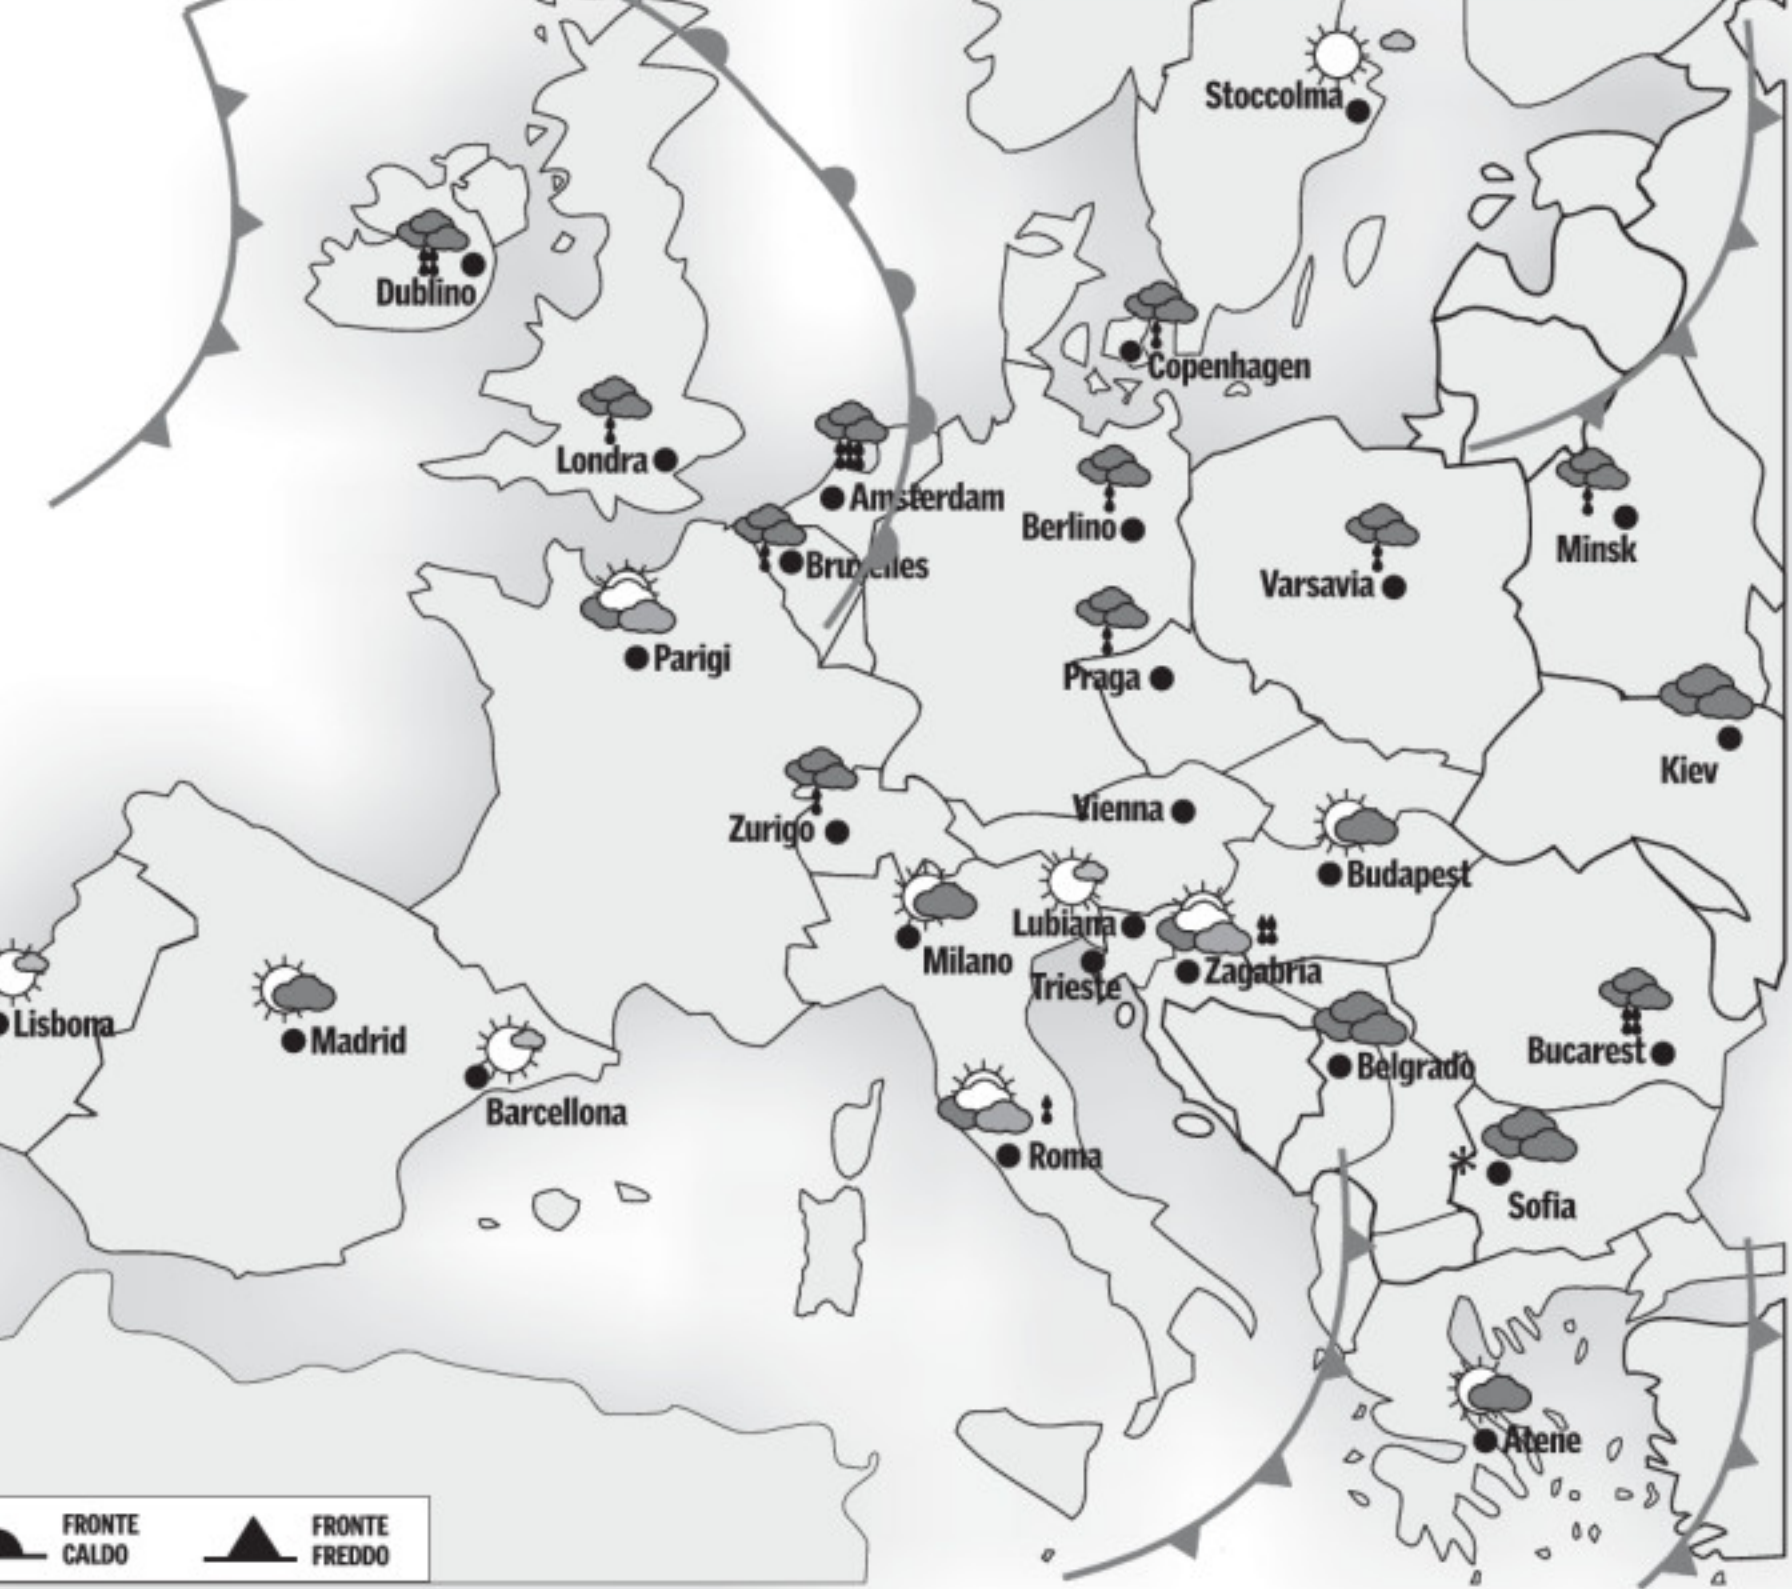 Stoccolma
Dublino
Copenhagen
Londra
Amsterdam
Berlino
Minsk
Bruxelles
Varsavia
Parigi
Praga
Kiev
Vienna
Zurigo
Budapest
Lubiana
Milano
Zagabria
Trieste
Lisbona
Madrid
Bucarest
Belgrado
Barcellona
Roma
Sofia
Atene
FRONTE
CALDO
FRONTE
FREDDO